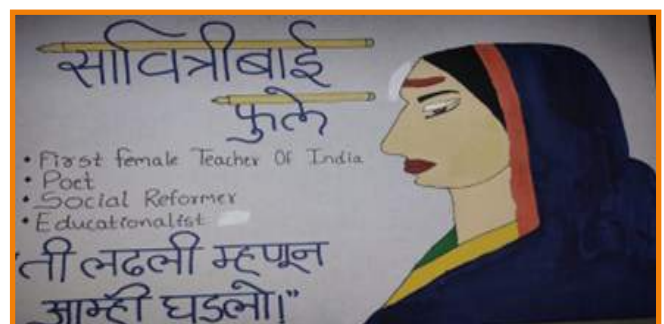 सावित्रीबाई
फुले
• First female Teacher Of India
• Poet
• Social Reformer
• Educationalist
"ती लढली म्हणून
आम्ही घडलो।"